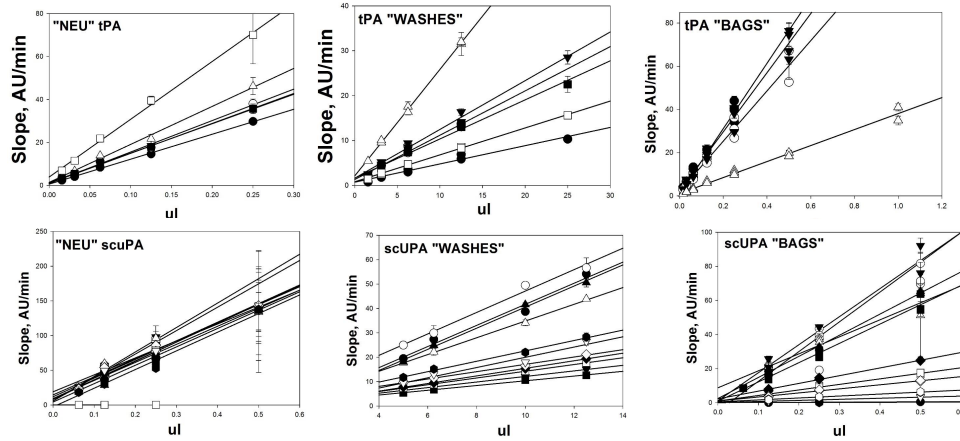 "NEU" tPA
Slope, AU/min
80
60
40
20
0
0.00 0.05 0.10 0.15 0.20 0.25 0.30
ul
tPA "WASHES"
Slope, AU/min
40
30
20
10
0
0 5 10 15 20 25 30
ul
tPA "BAGS"
Slope, AU/min
80
60
40
20
0
0.0 0.2 0.4 0.6 0.8 1.0 1.2
ul
"NEU" scuPA
Slope, AU/min
250
200
150
100
50
0
0.0 0.1 0.2 0.3 0.4 0.5 0.6
ul
scUPA "WASHES"
Slope, AU/min
70
60
50
40
30
20
10
0
4 6 8 10 12 14
ul
scUPA "BAGS"
Slope, AU/min
100
80
60
40
20
0
0.0 0.1 0.2 0.3 0.4 0.5
ul